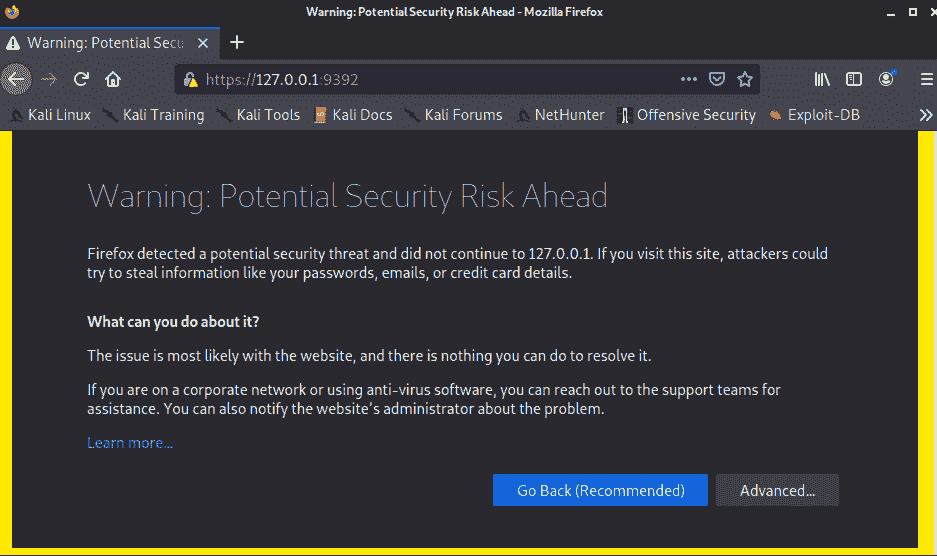 Warning: Potential Security Risk Ahead - Mozilla Firefox
Warning: Potential Secu
https://127.0.0.1:9392
Kali Linux Kali Training Kali Tools Kali Docs Kali Forums NetHunter Offensive Security Exploit-DB
Warning: Potential Security Risk Ahead
Firefox detected a potential security threat and did not continue to 127.0.0.1. If you visit this site, attackers could
try to steal information like your passwords, emails, or credit card details.
What can you do about it?
The issue is most likely with the website, and there is nothing you can do to resolve it.
If you are on a corporate network or using anti-virus software, you can reach out to the support teams for
assistance. You can also notify the website's administrator about the problem.
Learn more...
Go Back (Recommended) Advanced...